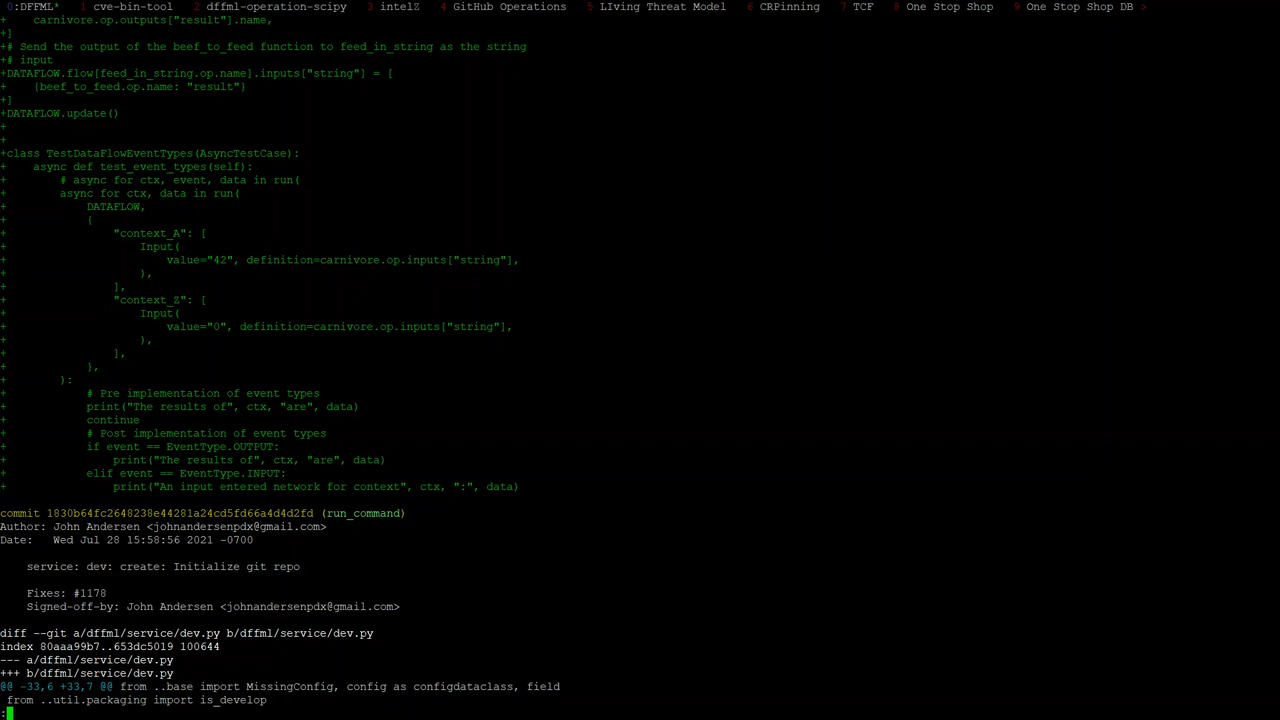 0:DFFML* 1 cve-bin-tool 2 dffml-operation-scipy 3 intelZ 4 GitHub Operations 5 LIving Threat Model 6 CRPinning 7 TCF 8 One Stop Shop 9 One Stop Shop DB >
+    carnivore.op.outputs["result"].name,
+]
+# Send the output of the beef_to_feed function to feed_in_string as the string
+# input
+DATAFLOW.flow[feed_in_string.op.name].inputs["string"] = [
+    {beef_to_feed.op.name: "result"}
+]
+DATAFLOW.update()
+
+
+class TestDataFlowEventTypes(AsyncTestCase):
+    async def test_event_types(self):
+        # async for ctx, event, data in run(
+        async for ctx, data in run(
+            DATAFLOW,
+            {
+                "context_A": [
+                    Input(
+                        value="42", definition=carnivore.op.inputs["string"],
+                    ),
+                ],
+                "context_Z": [
+                    Input(
+                        value="0", definition=carnivore.op.inputs["string"],
+                    ),
+                ],
+            },
+        ):
+            # Pre implementation of event types
+            print("The results of", ctx, "are", data)
+            continue
+            # Post implementation of event types
+            if event == EventType.OUTPUT:
+                print("The results of", ctx, "are", data)
+            elif event == EventType.INPUT:
+                print("An input entered network for context", ctx, ":", data)
commit 1830b64fc2648238e44281a24cd5fd66a4d4d2fd (run_command)
Author: John Andersen <johnandersenpdx@gmail.com>
Date:   Wed Jul 28 15:58:56 2021 -0700
    service: dev: create: Initialize git repo
    Fixes: #1178
    Signed-off-by: John Andersen <johnandersenpdx@gmail.com>
diff --git a/dffml/service/dev.py b/dffml/service/dev.py
index 80aaa99b7..653dc5019 100644
--- a/dffml/service/dev.py
+++ b/dffml/service/dev.py
@@ -33,6 +33,7 @@ from ..base import MissingConfig, config as configdataclass, field
 from ..util.packaging import is_develop
: